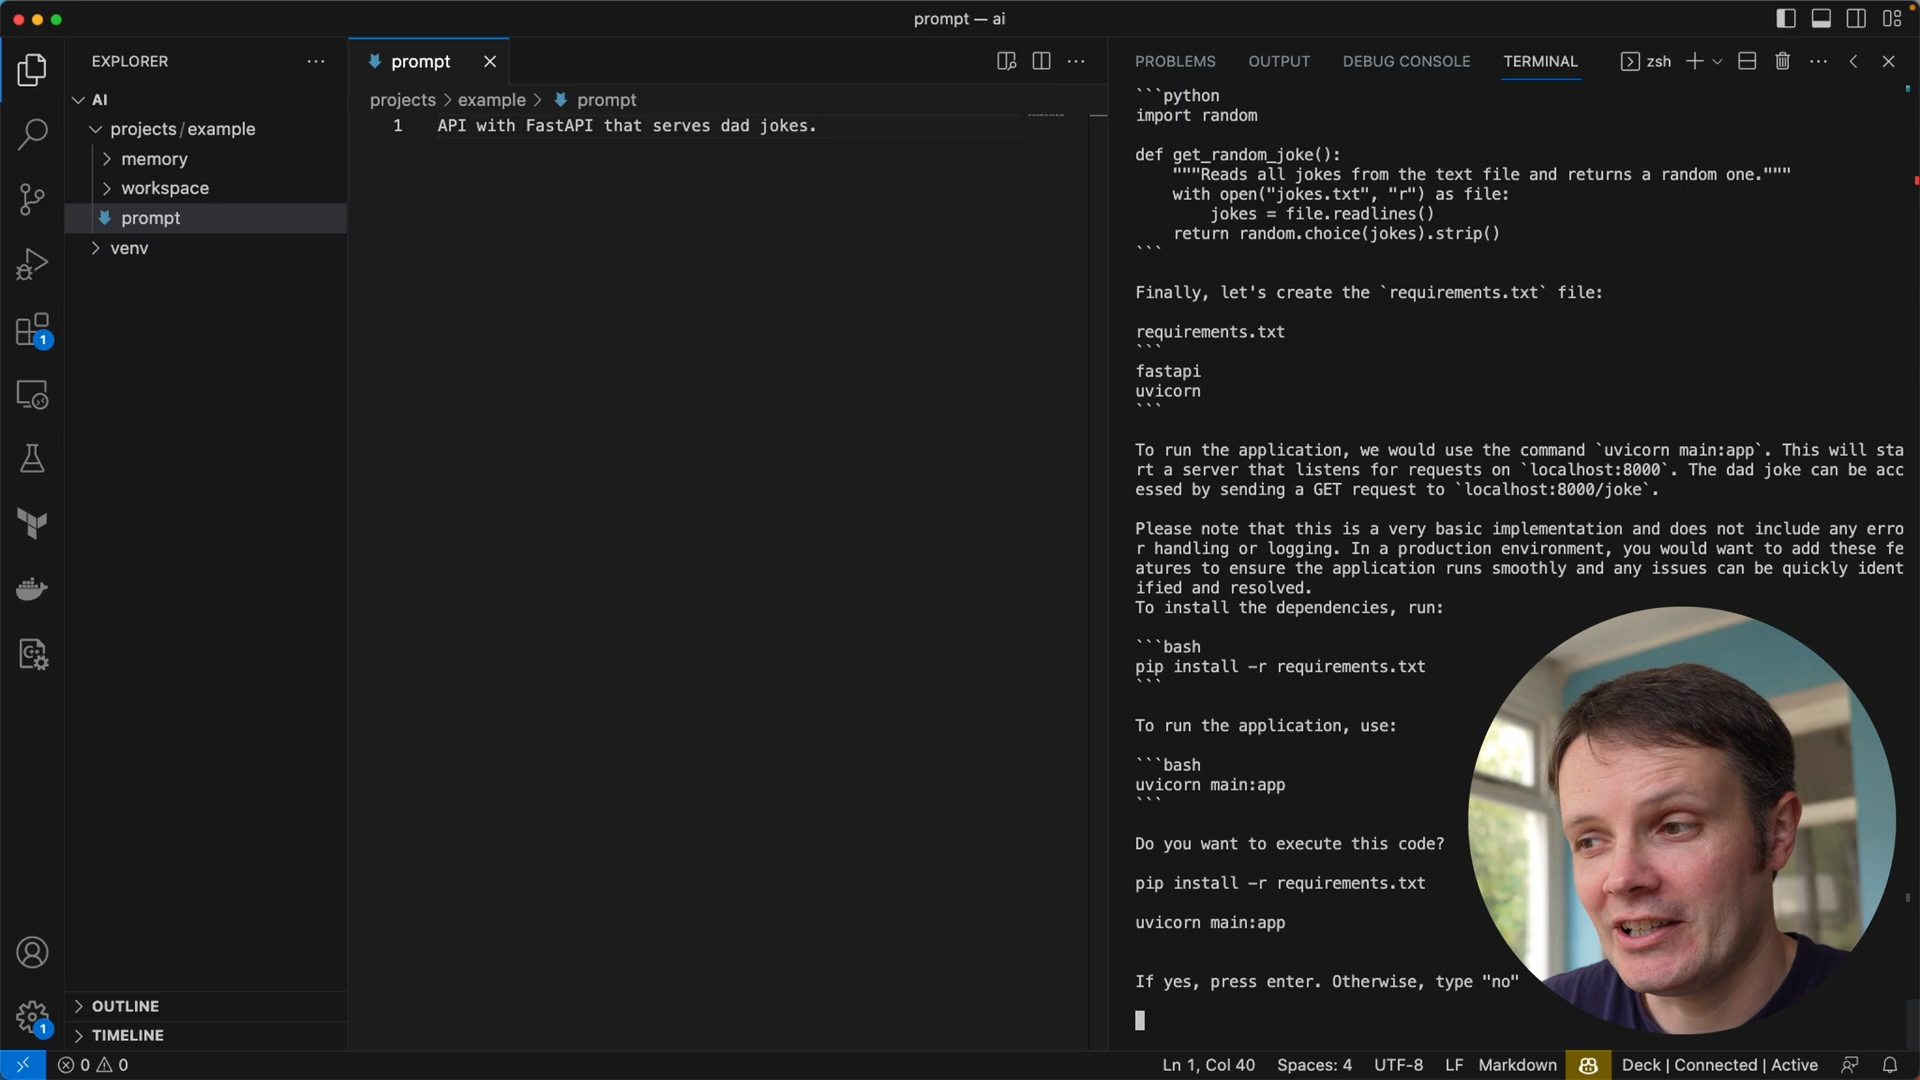 prompt — ai
EXPLORER
AI
projects / example
memory
workspace
prompt
venv
OUTLINE
TIMELINE
prompt
projects > example > prompt
1 API with FastAPI that serves dad jokes.
PROBLEMS OUTPUT DEBUG CONSOLE TERMINAL zsh
```python
import random
def get_random_joke():
"""Reads all jokes from the text file and returns a random one."""
with open("jokes.txt", "r") as file:
jokes = file.readlines()
return random.choice(jokes).strip()
```
Finally, let's create the `requirements.txt` file:
requirements.txt
```
fastapi
uvicorn
```
To run the application, we would use the command `uvicorn main:app`. This will sta
rt a server that listens for requests on `localhost:8000`. The dad joke can be acc
essed by sending a GET request to `localhost:8000/joke`.
Please note that this is a very basic implementation and does not include any erro
r handling or logging. In a production environment, you would want to add these fe
atures to ensure the application runs smoothly and any issues can be quickly ident
ified and resolved.
To install the dependencies, run:
```bash
pip install -r requirements.txt
```
To run the application, use:
```bash
uvicorn main:app
```
Do you want to execute this code?
pip install -r requirements.txt
uvicorn main:app
If yes, press enter. Otherwise, type "no"
1
1
0 0
Ln 1, Col 40 Spaces: 4 UTF-8 LF Markdown Deck | Connected | Active